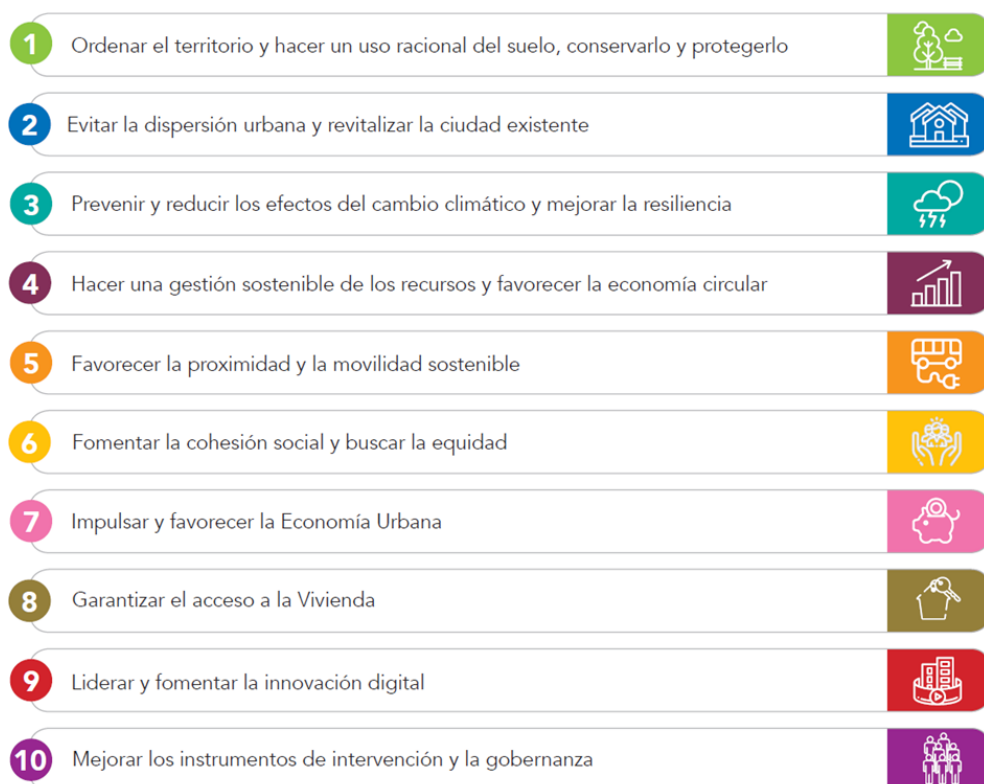 1 Ordenar el territorio y hacer un uso racional del suelo, conservarlo y protegerlo
2 Evitar la dispersión urbana y revitalizar la ciudad existente
3 Prevenir y reducir los efectos del cambio climático y mejorar la resiliencia
4 Hacer una gestión sostenible de los recursos y favorecer la economía circular
5 Favorecer la proximidad y la movilidad sostenible
6 Fomentar la cohesión social y buscar la equidad
7 Impulsar y favorecer la Economía Urbana
8 Garantizar el acceso a la Vivienda
9 Liderar y fomentar la innovación digital
10 Mejorar los instrumentos de intervención y la gobernanza